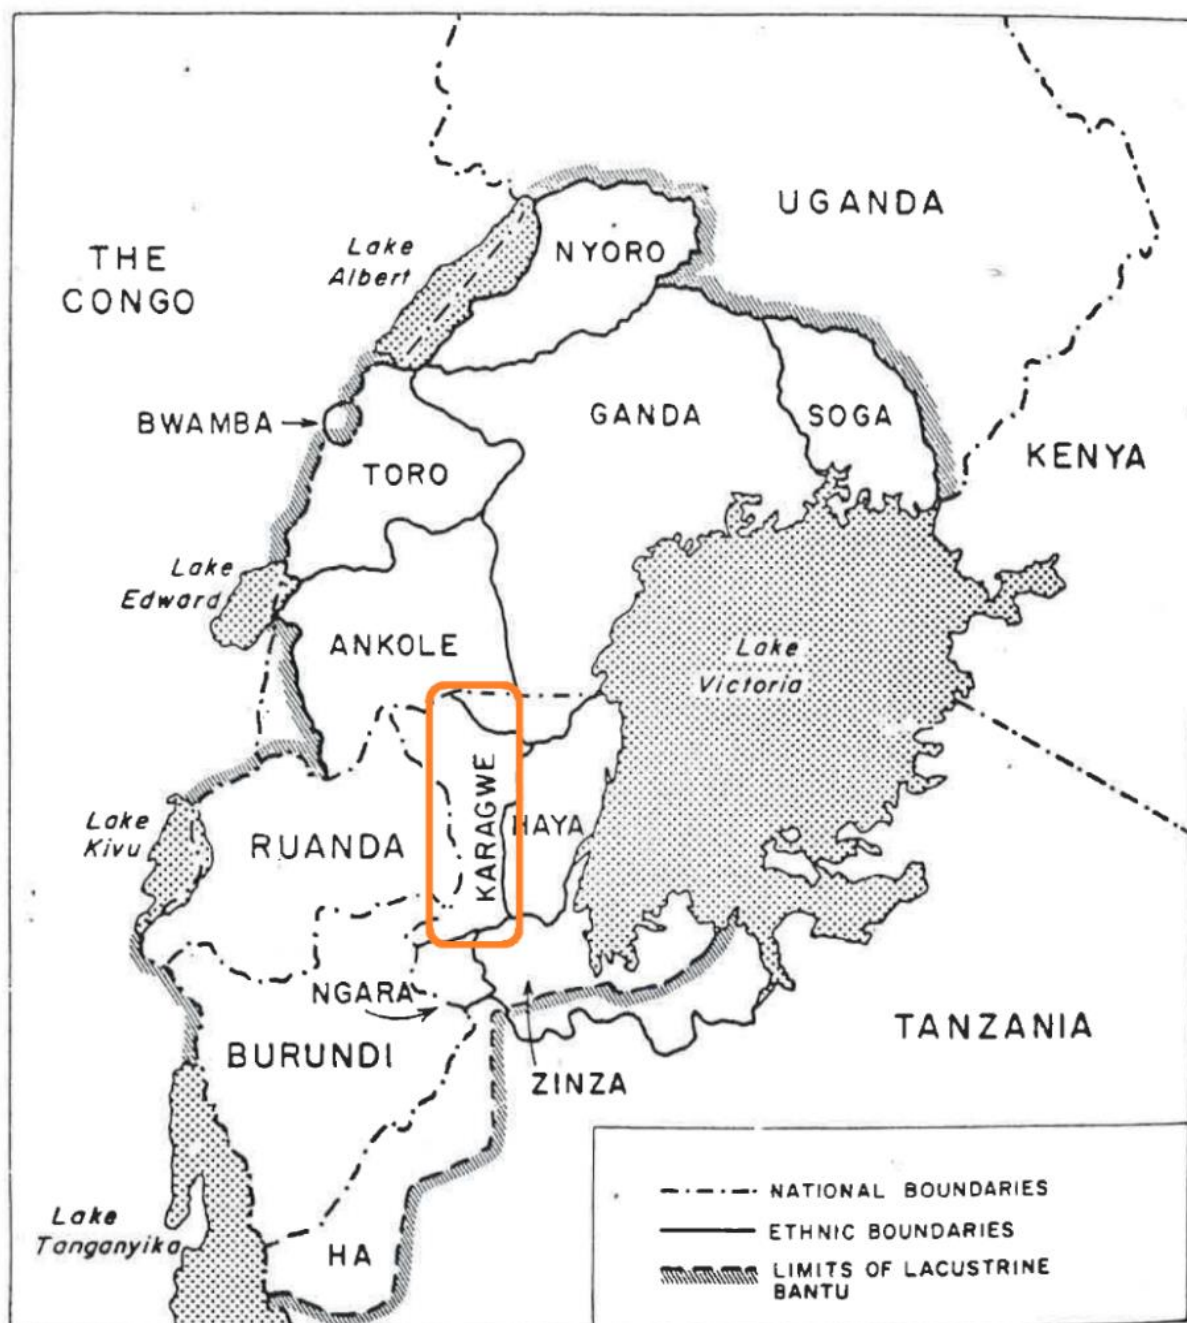 UGANDA
THE
CONGO
Lake
Albert
NYORO
BWAMBA
GANDA
SOGA
KENYA
TORO
Lake
Edward
ANKOLE
Lake
Victoria
Lake
Kivu
RUANDA
KARAGWE
HAYA
NGARA
BURUNDI
ZINZA
TANZANIA
Lake
Tanganyika
HA
NATIONAL BOUNDARIES
ETHNIC BOUNDARIES
LIMITS OF LACUSTRINE
BANTU